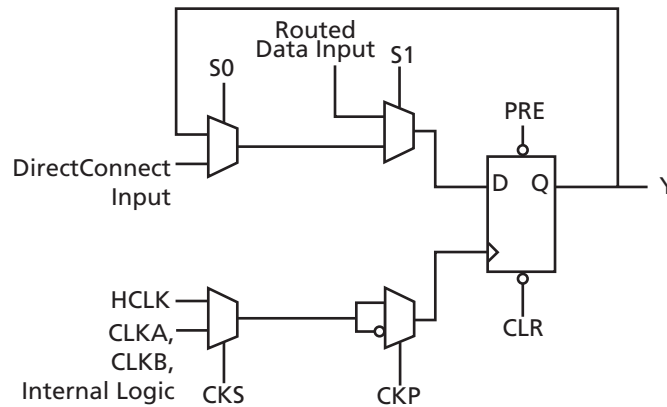 Routed
Data Input
S1
S0
PRE
DirectConnect
Input
D Q
Y
HCLK
CLKA,
CLKB,
Internal Logic
CKS
CKP
CLR